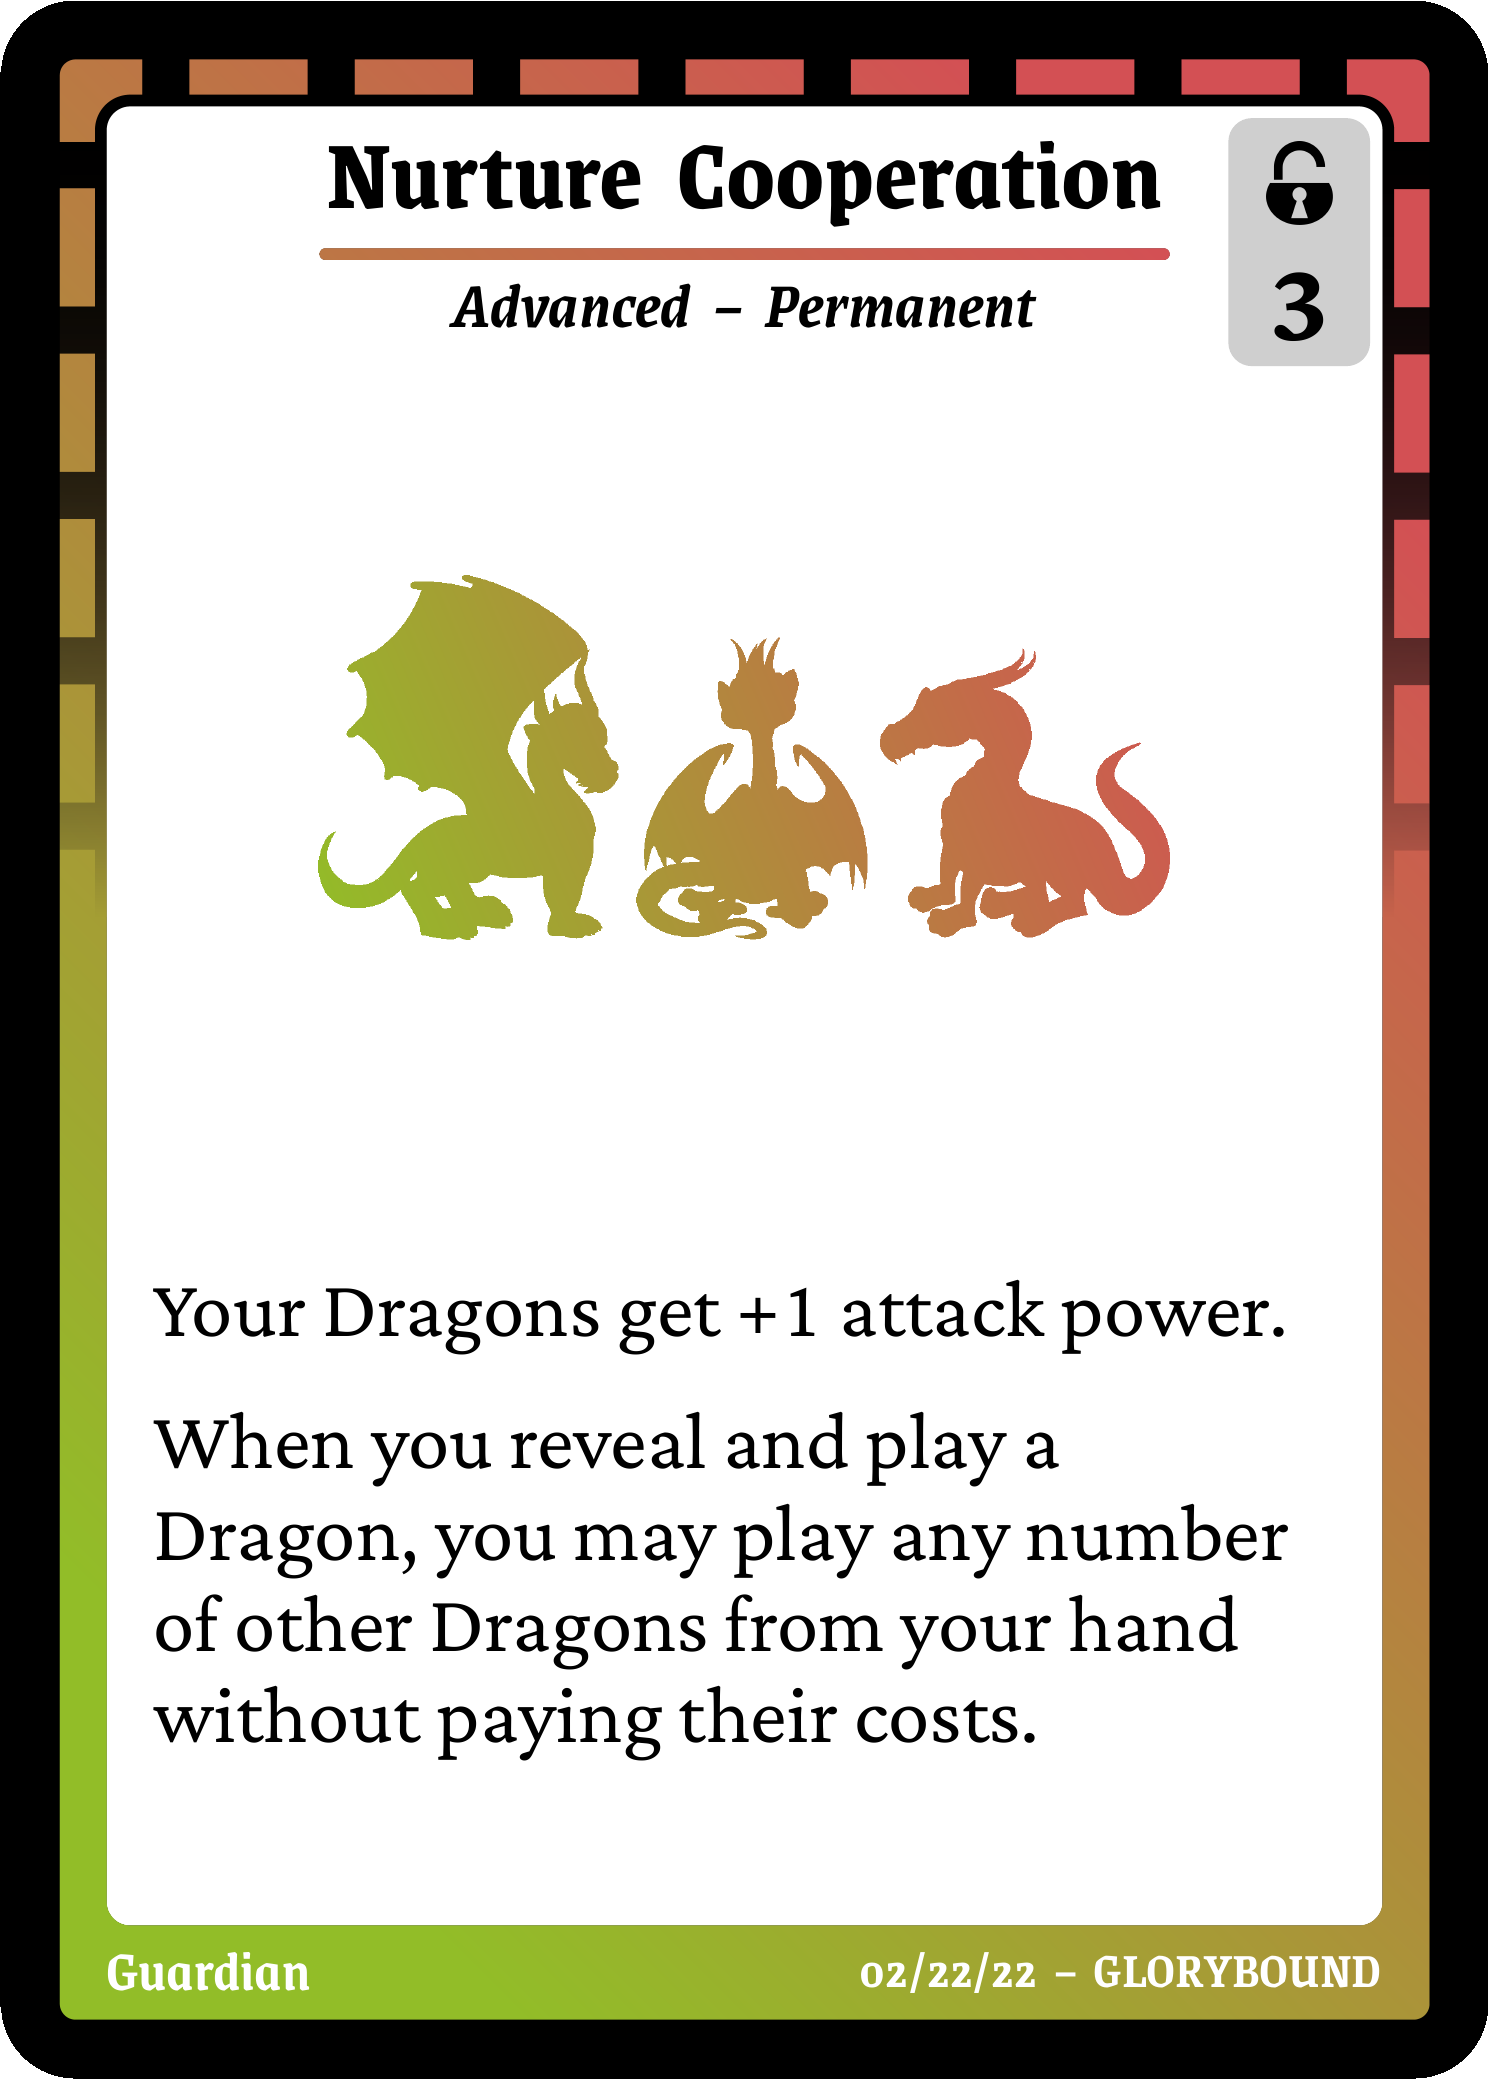 Nurture Cooperation
Advanced – Permanent
3
Your Dragons get +1 attack power.
When you reveal and play a
Dragon, you may play any number
of other Dragons from your hand
without paying their costs.
Guardian
02/22/22 – GLORYBOUND